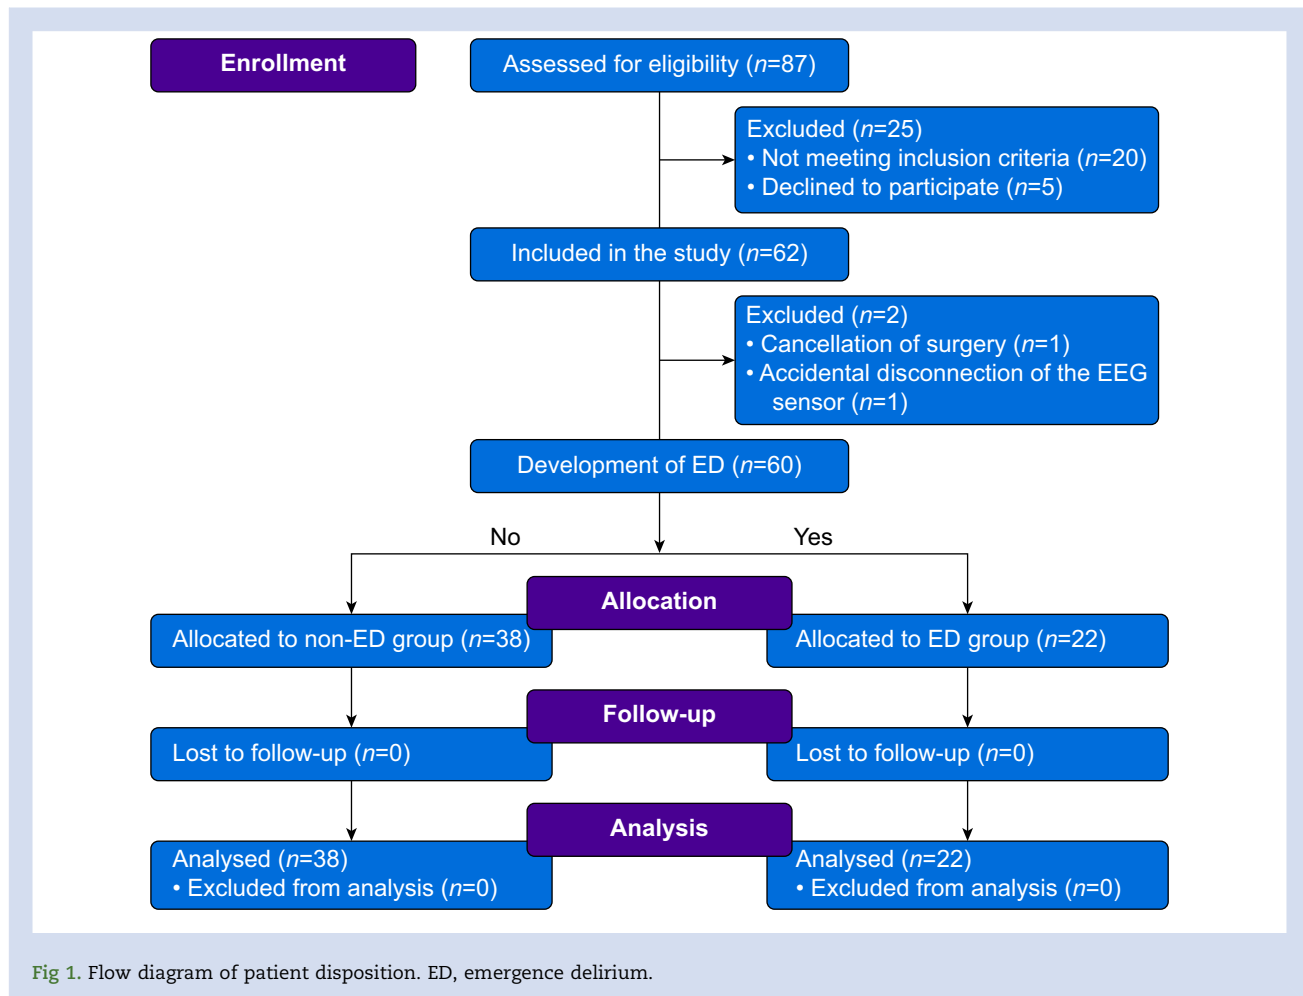 Enrollment
Assessed for eligibility (n=87)
Excluded (n=25)
• Not meeting inclusion criteria (n=20)
• Declined to participate (n=5)
Included in the study (n=62)
Excluded (n=2)
• Cancellation of surgery (n=1)
• Accidental disconnection of the EEG
sensor (n=1)
Development of ED (n=60)
No
Yes
Allocation
Allocated to non-ED group (n=38)
Allocated to ED group (n=22)
Follow-up
Lost to follow-up (n=0)
Lost to follow-up (n=0)
Analysis
Analysed (n=38)
• Excluded from analysis (n=0)
Analysed (n=22)
• Excluded from analysis (n=0)
Fig 1. Flow diagram of patient disposition. ED, emergence delirium.